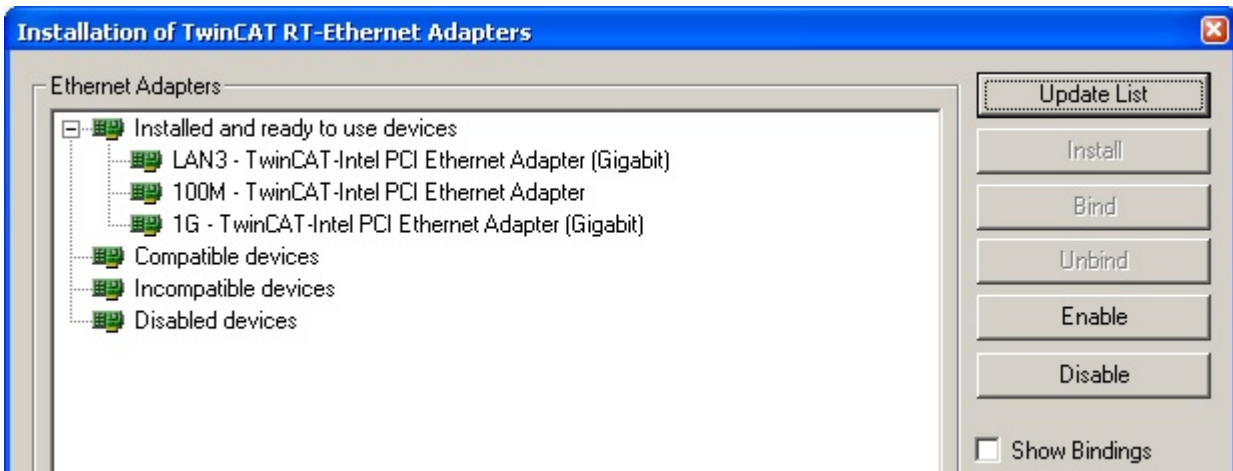 Installation of TwinCAT RT-Ethernet Adapters
Ethernet Adapters
Installed and ready to use devices
LAN3 - TwinCAT-Intel PCI Ethernet Adapter (Gigabit)
100M - TwinCAT-Intel PCI Ethernet Adapter
1G - TwinCAT-Intel PCI Ethernet Adapter (Gigabit)
Compatible devices
Incompatible devices
Disabled devices
Update List
Install
Bind
Unbind
Enable
Disable
Show Bindings